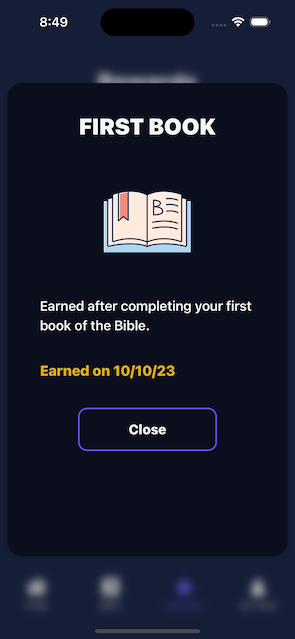 8:49
FIRST BOOK
B
Earned after completing your first
book of the Bible.
Earned on 10/10/23
Close